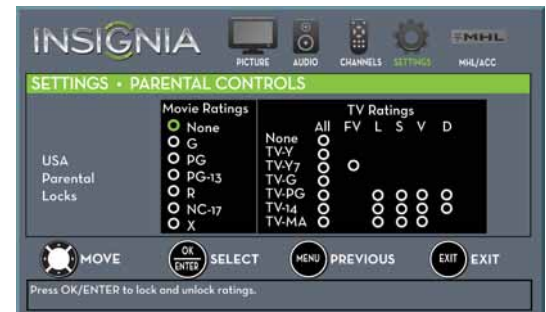 INSIGNIA
PICTURE AUDIO CHANNELS SETTINGS MHL MHL/ACC
SETTINGS • PARENTAL CONTROLS
USA
Parental
Locks
Movie Ratings
None
G
PG
PG-13
R
NC-17
X
TV Ratings
All FV L S V D
None
TV-Y
TV-Y7
TV-G
TV-PG
TV-14
TV-MA
MOVE OK ENTER SELECT MENU PREVIOUS EXIT EXIT
Press OK/ENTER to lock and unlock ratings.